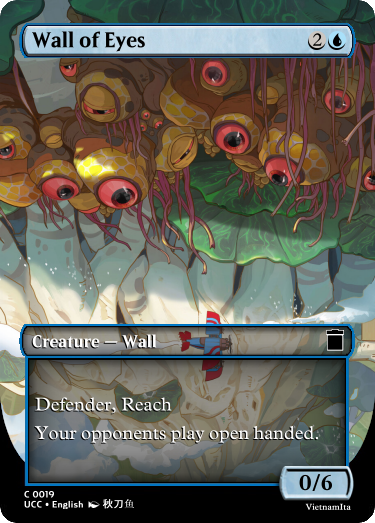 Wall of Eyes 2
Creature — Wall
Defender, Reach
Your opponents play open handed.
0/6
C 0019
UCC • English 秋刀鱼
VietnamIta